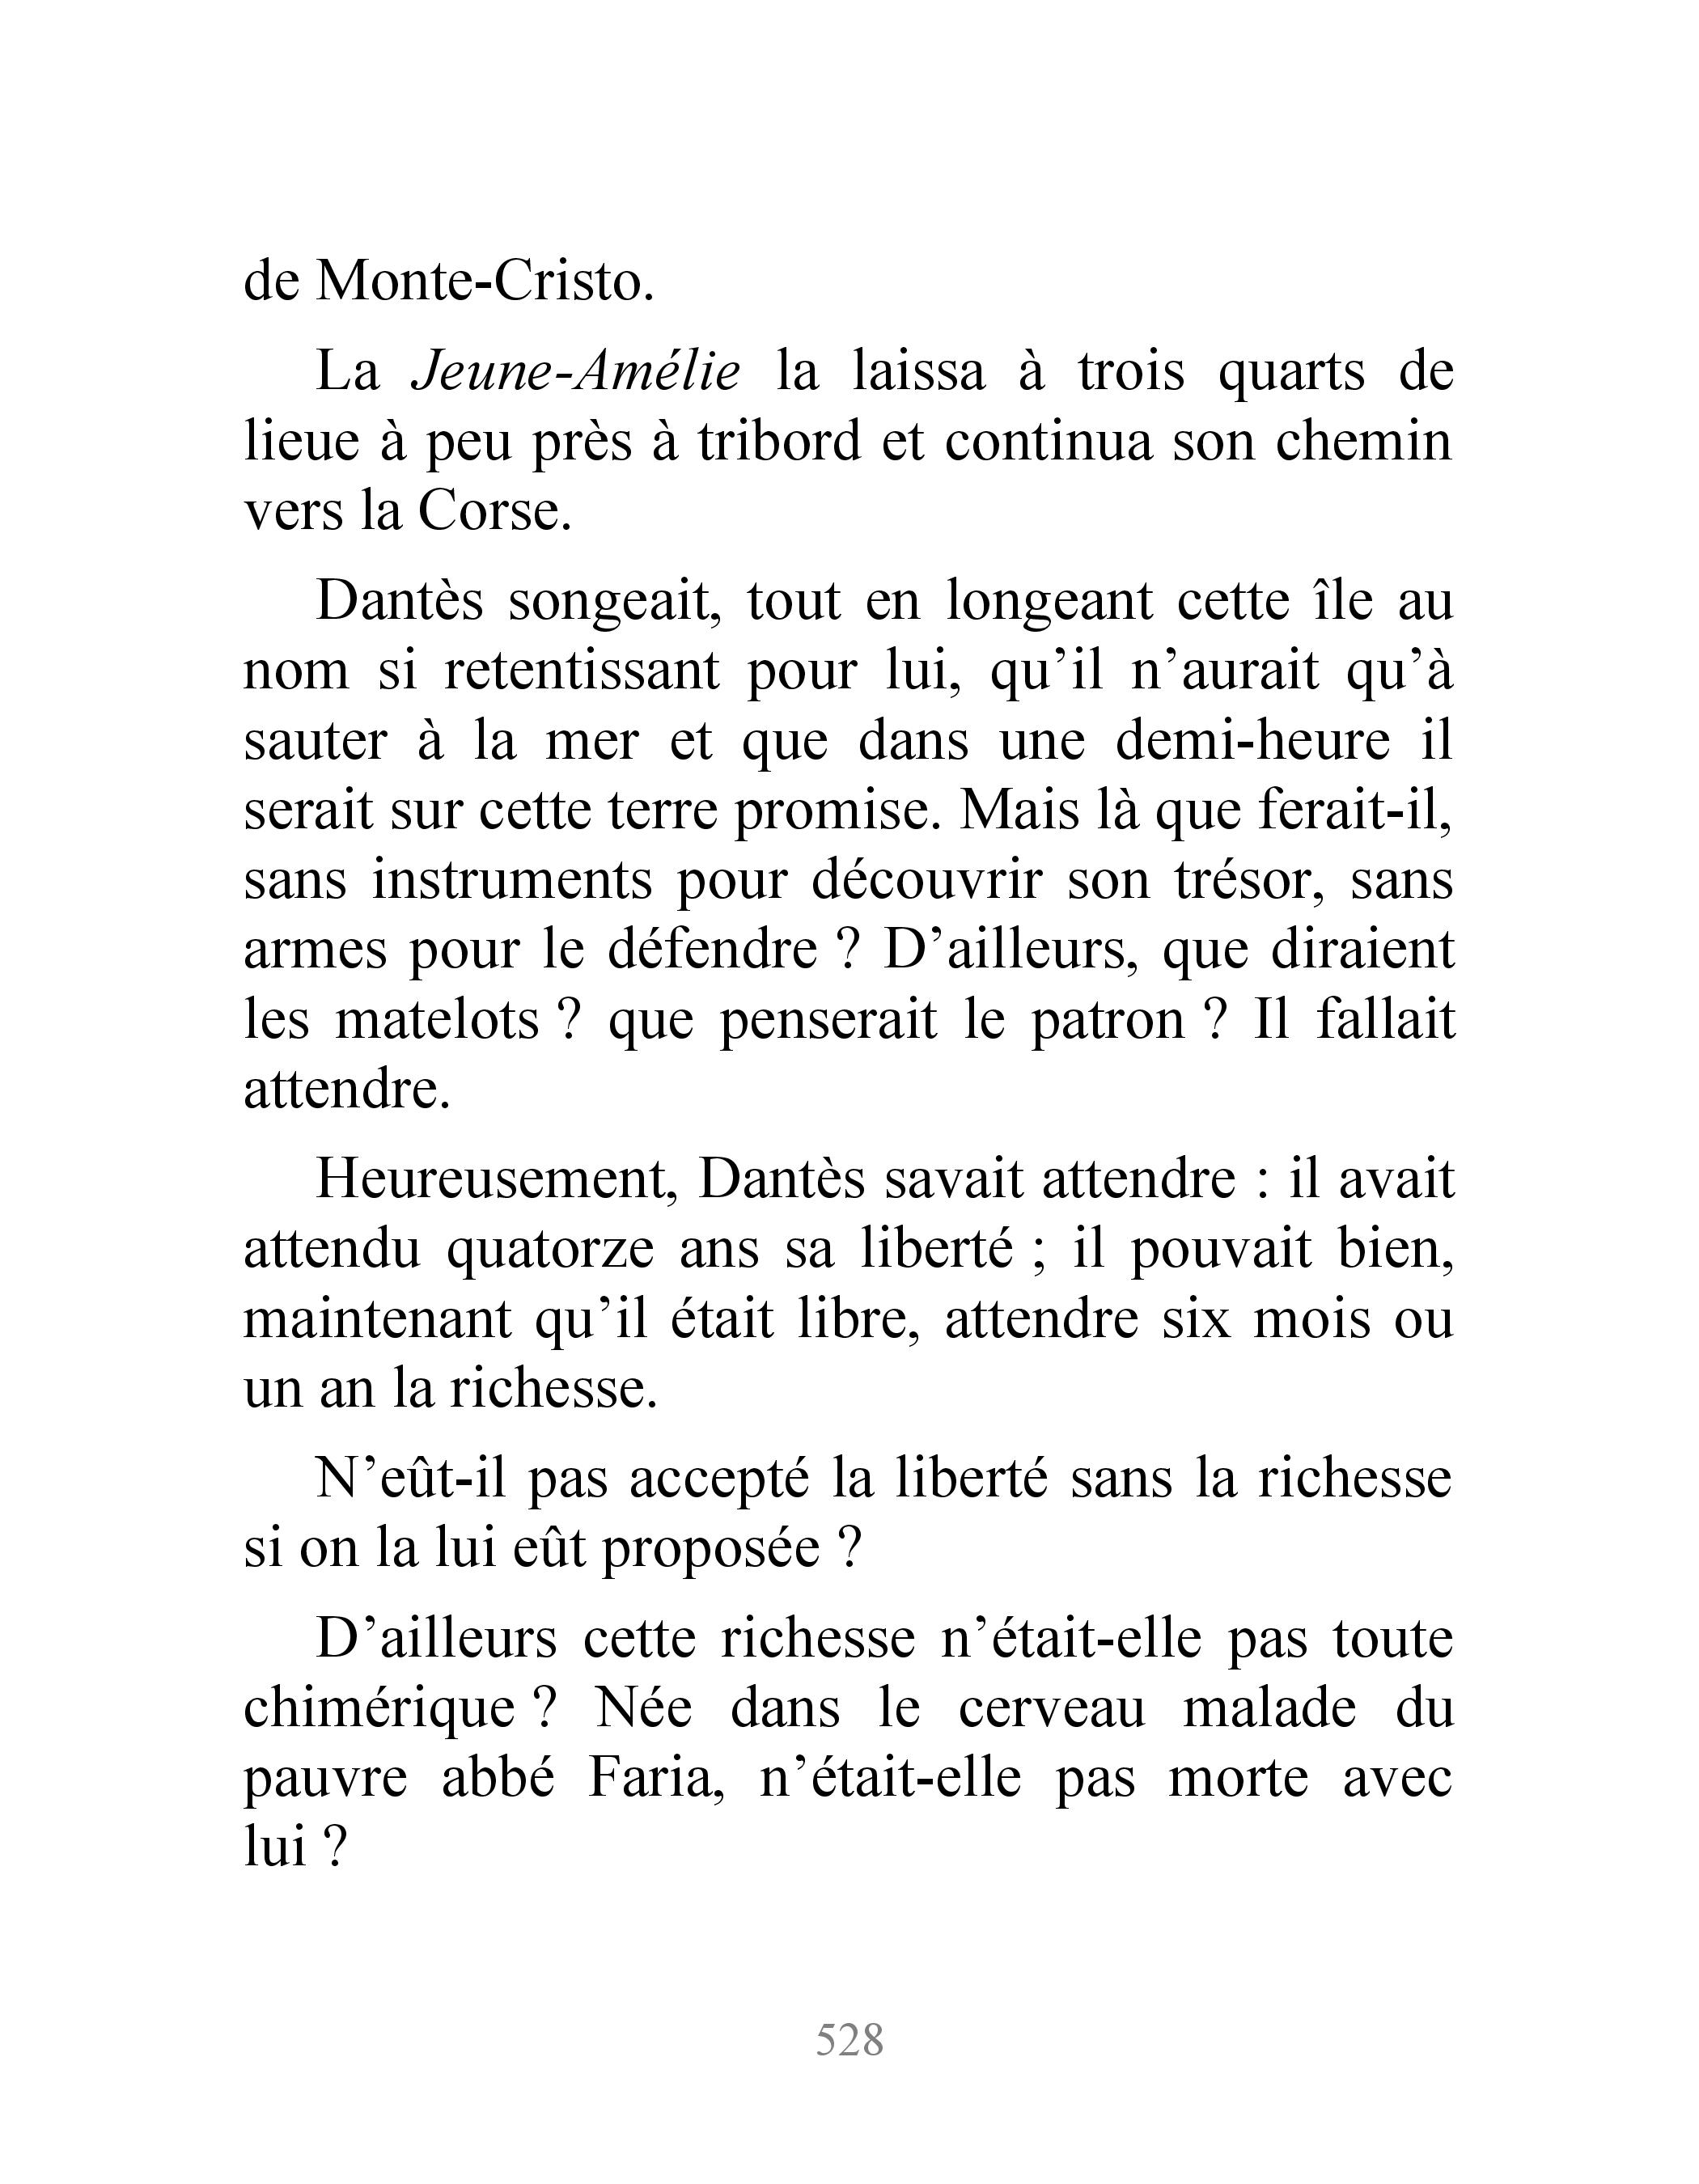 de Monte-Cristo.
La Jeune-Amélie la laissa à trois quarts de
lieue à peu près à tribord et continua son chemin
vers la Corse.
Dantès songeait, tout en longeant cette île au
nom si retentissant pour lui, qu’il n’aurait qu’à
sauter à la mer et que dans une demi-heure il
serait sur cette terre promise. Mais là que ferait-il,
sans instruments pour découvrir son trésor, sans
armes pour le défendre ? D’ailleurs, que diraient
les matelots ? que penserait le patron ? Il fallait
attendre.
Heureusement, Dantès savait attendre : il avait
attendu quatorze ans sa liberté ; il pouvait bien,
maintenant qu’il était libre, attendre six mois ou
un an la richesse.
N’eût-il pas accepté la liberté sans la richesse
si on la lui eût proposée ?
D’ailleurs cette richesse n’était-elle pas toute
chimérique ? Née dans le cerveau malade du
pauvre abbé Faria, n’était-elle pas morte avec
lui ?
528